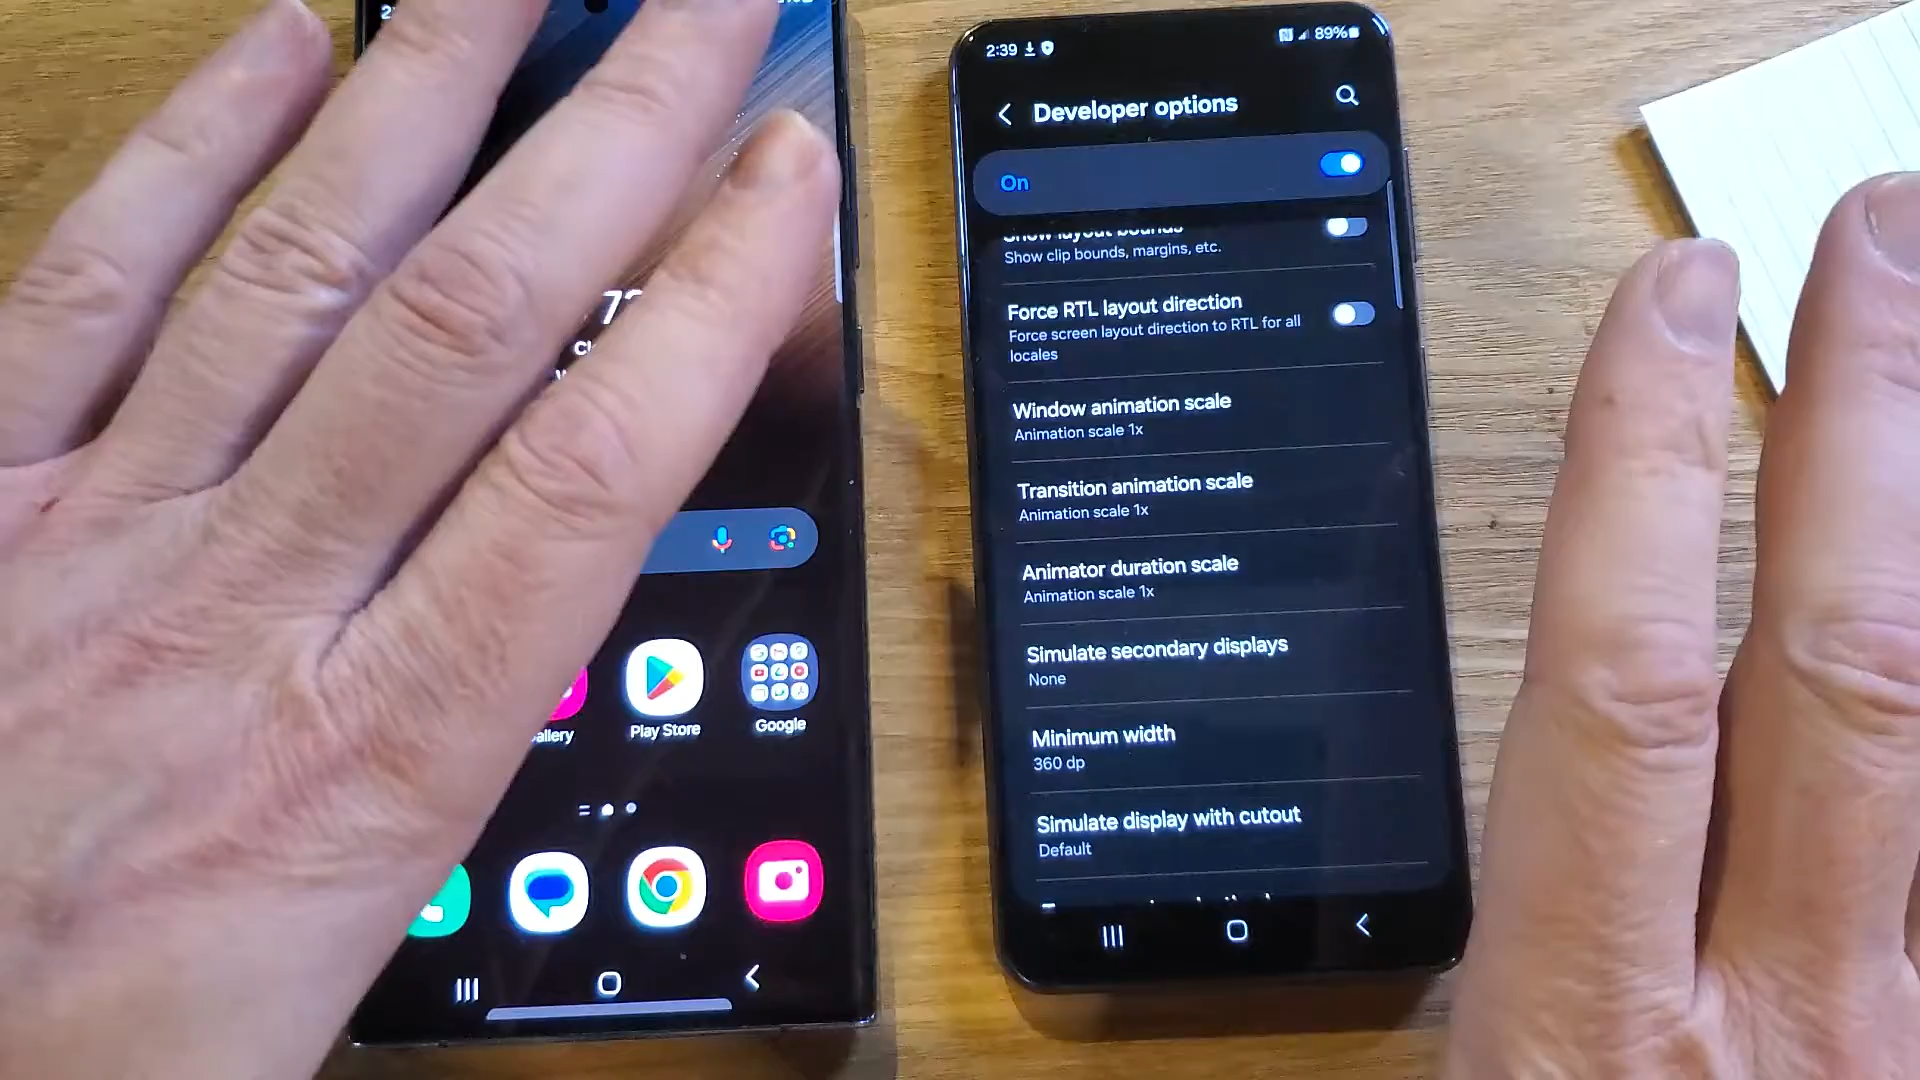 2:39
89%
Developer options
On
Show layout bounds
Show clip bounds, margins, etc.
Force RTL layout direction
Force screen layout direction to RTL for all
locales
Window animation scale
Animation scale 1x
Transition animation scale
Animation scale 1x
Animator duration scale
Animation scale 1x
Simulate secondary displays
None
Minimum width
360 dp
Simulate display with cutout
Default
Play Store
Google